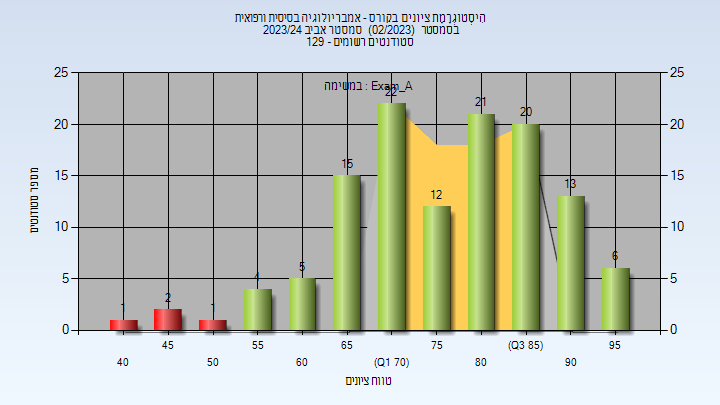 היסטוגרמת ציונים בקורס - אמבריולוגיה בסיסית ורפואית
בסמסטר (02/2023) סמסטר אביב 2023/24
סטודנטים רשומים - 129
במשימה : Exam_A
מספר סטודנטים
25 25
20 20
15 15
10 10
5 5
0 0
1 2 1 4 5 15 22 12 21 20 13 6
45 55 65 75 (Q3 85) 95
40 50 60 (Q1 70) 80 90
טווח ציונים